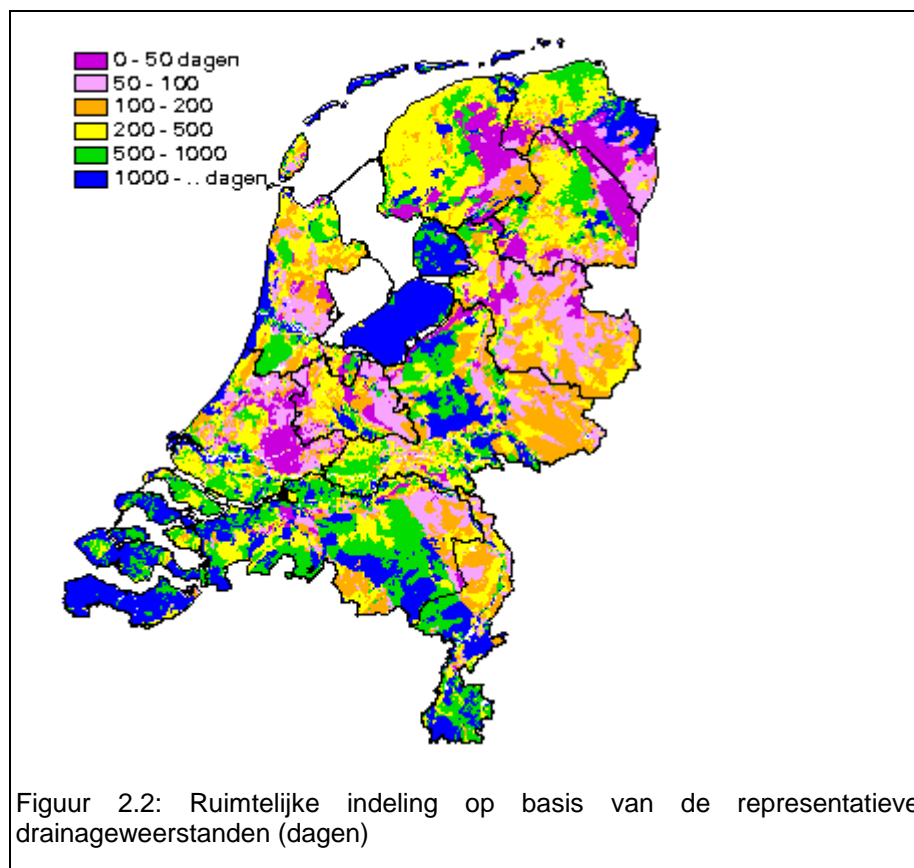 0 - 50 dagen
50 - 100
100 - 200
200 - 500
500 - 1000
1000 - .. dagen
Figuur 2.2: Ruimtelijke indeling op basis van de representatieve
drainageweerstanden (dagen)